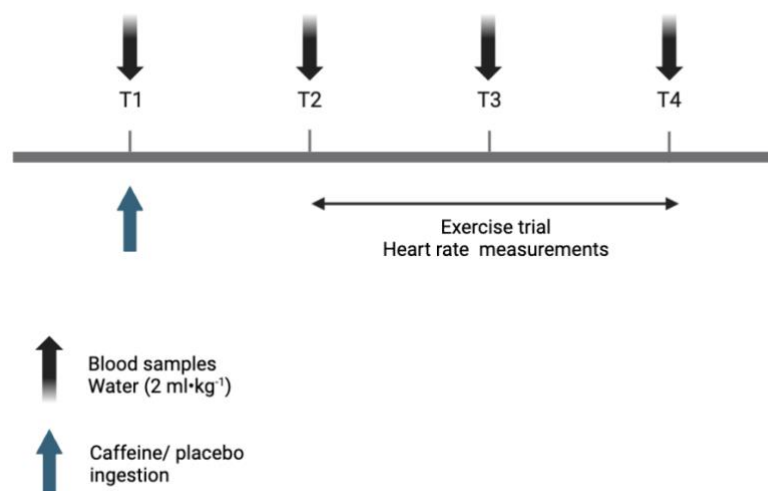 T1 T2 T3 T4
Exercise trial
Heart rate measurements
Blood samples
Water (2 ml•kg⁻¹)
Caffeine/ placebo
ingestion